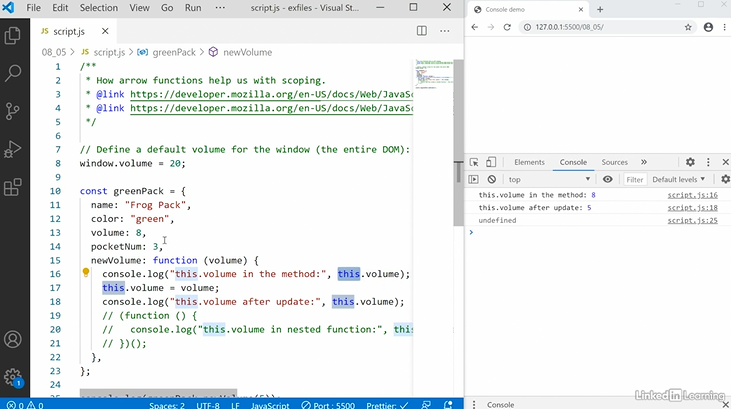 File Edit Selection View Go Run ··· script.js - exfiles - Visual St...
JS script.js
08_05 > JS script.js > greenPack > newVolume
1 /**
2 * How arrow functions help us with scoping.
3 * @link https://developer.mozilla.org/en-US/docs/Web/JavaSc
4 * @link https://developer.mozilla.org/en-US/docs/Web/JavaSc
5 */
6
7 // Define a default volume for the window (the entire DOM):
8 window.volume = 20;
9
10 const greenPack = {
11 name: "Frog Pack",
12 color: "green",
13 volume: 8,
14 pocketNum: 3,
15 newVolume: function (volume) {
16 console.log("this.volume in the method:", this.volume);
17 this.volume = volume;
18 console.log("this.volume after update:", this.volume);
19 // (function () {
20 // console.log("this.volume in nested function:", this
21 // })();
22 },
23 };
24
console.log(greenPack.newVolume(5));
0 0 Spaces: 2 UTF-8 LF JavaScript Port : 5500 Prettier: ✓
Console demo
127.0.0.1:5500/08_05/
Elements Console Sources »
top Filter Default levels ▼
this.volume in the method: 8 script.js:16
this.volume after update: 5 script.js:18
undefined script.js:25
>
Console
Linked in Learning